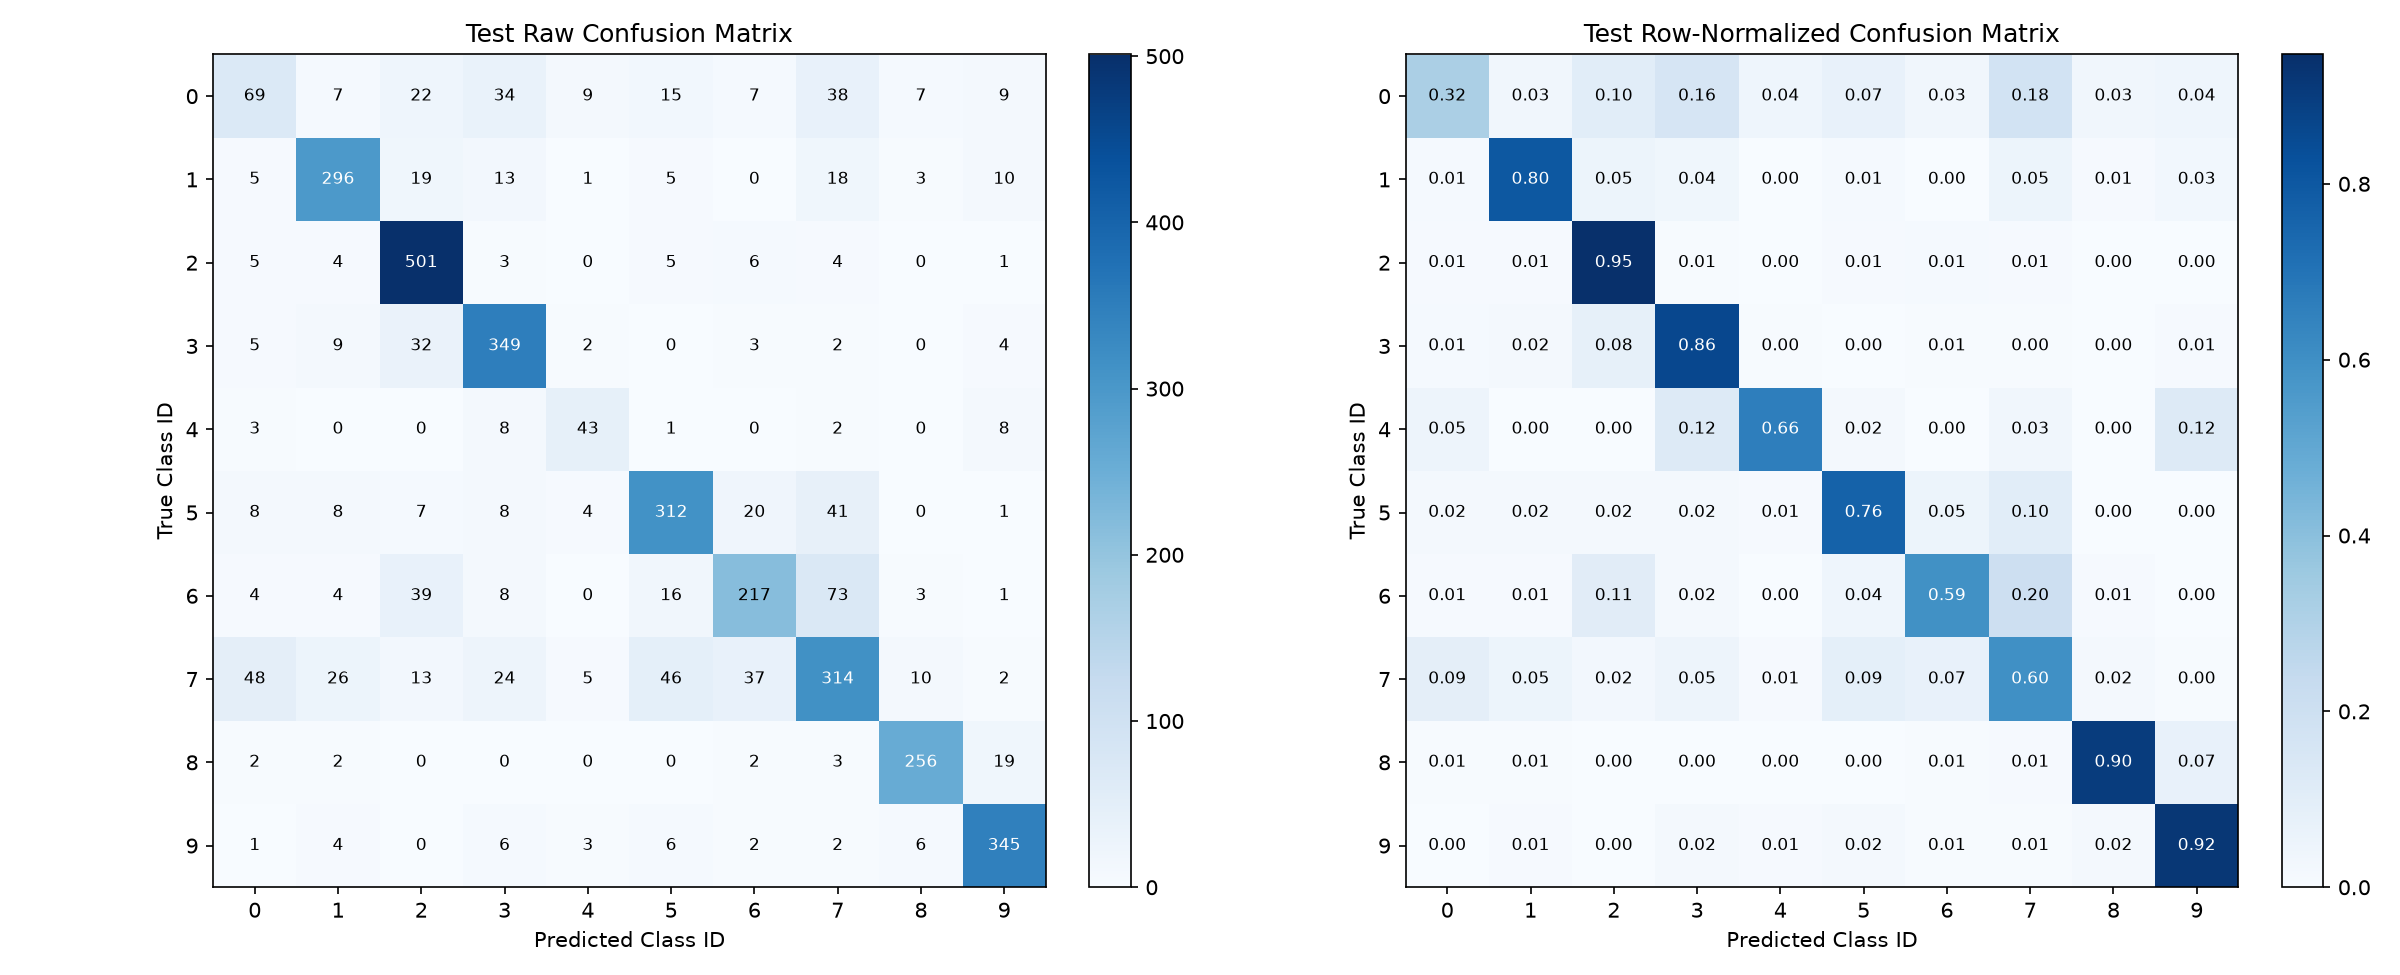 Test Raw Confusion Matrix
0 69 7 22 34 9 15 7 38 7 9
1 5 296 19 13 1 5 0 18 3 10
2 5 4 501 3 0 5 6 4 0 1
3 5 9 32 349 2 0 3 2 0 4
4 3 0 0 8 43 1 0 2 0 8
5 8 8 7 8 4 312 20 41 0 1
6 4 4 39 8 0 16 217 73 3 1
7 48 26 13 24 5 46 37 314 10 2
8 2 2 0 0 0 0 2 3 256 19
9 1 4 0 6 3 6 2 2 6 345
0 1 2 3 4 5 6 7 8 9
Predicted Class ID
True Class ID
500
400
300
200
100
0
Test Row-Normalized Confusion Matrix
0 0.32 0.03 0.10 0.16 0.04 0.07 0.03 0.18 0.03 0.04
1 0.01 0.80 0.05 0.04 0.00 0.01 0.00 0.05 0.01 0.03
2 0.01 0.01 0.95 0.01 0.00 0.01 0.01 0.01 0.00 0.00
3 0.01 0.02 0.08 0.86 0.00 0.00 0.01 0.00 0.00 0.01
4 0.05 0.00 0.00 0.12 0.66 0.02 0.00 0.03 0.00 0.12
5 0.02 0.02 0.02 0.02 0.01 0.76 0.05 0.10 0.00 0.00
6 0.01 0.01 0.11 0.02 0.00 0.04 0.59 0.20 0.01 0.00
7 0.09 0.05 0.02 0.05 0.01 0.09 0.07 0.60 0.02 0.00
8 0.01 0.01 0.00 0.00 0.00 0.00 0.01 0.01 0.90 0.07
9 0.00 0.01 0.00 0.02 0.01 0.02 0.01 0.01 0.02 0.92
0 1 2 3 4 5 6 7 8 9
Predicted Class ID
True Class ID
0.8
0.6
0.4
0.2
0.0